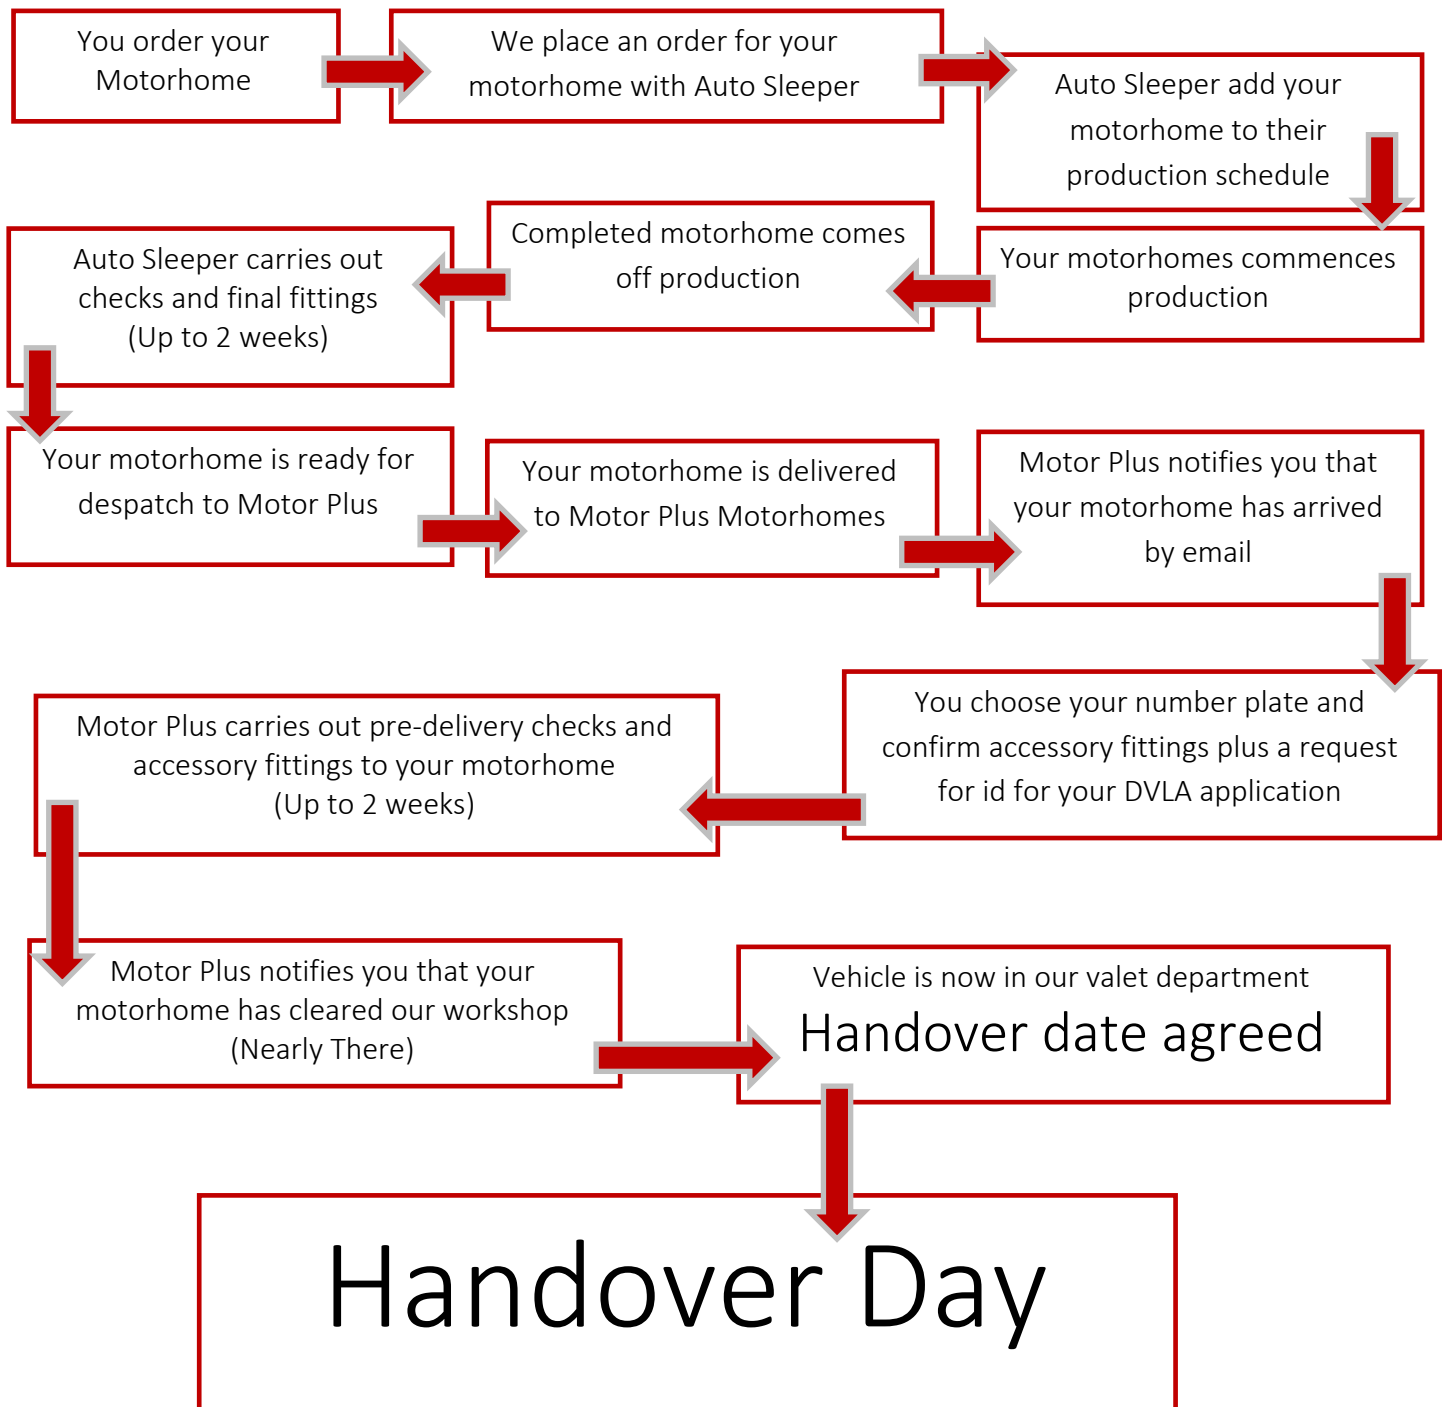 You order your
Motorhome
We place an order for your
motorhome with Auto Sleeper
Auto Sleeper add your
motorhome to their
production schedule
Your motorhomes commences
production
Completed motorhome comes
off production
Auto Sleeper carries out
checks and final fittings
(Up to 2 weeks)
Your motorhome is ready for
despatch to Motor Plus
Your motorhome is delivered
to Motor Plus Motorhomes
Motor Plus notifies you that
your motorhome has arrived
by email
You choose your number plate and
confirm accessory fittings plus a request
for id for your DVLA application
Motor Plus carries out pre-delivery checks and
accessory fittings to your motorhome
(Up to 2 weeks)
Motor Plus notifies you that your
motorhome has cleared our workshop
(Nearly There)
Vehicle is now in our valet department
Handover date agreed
Handover Day